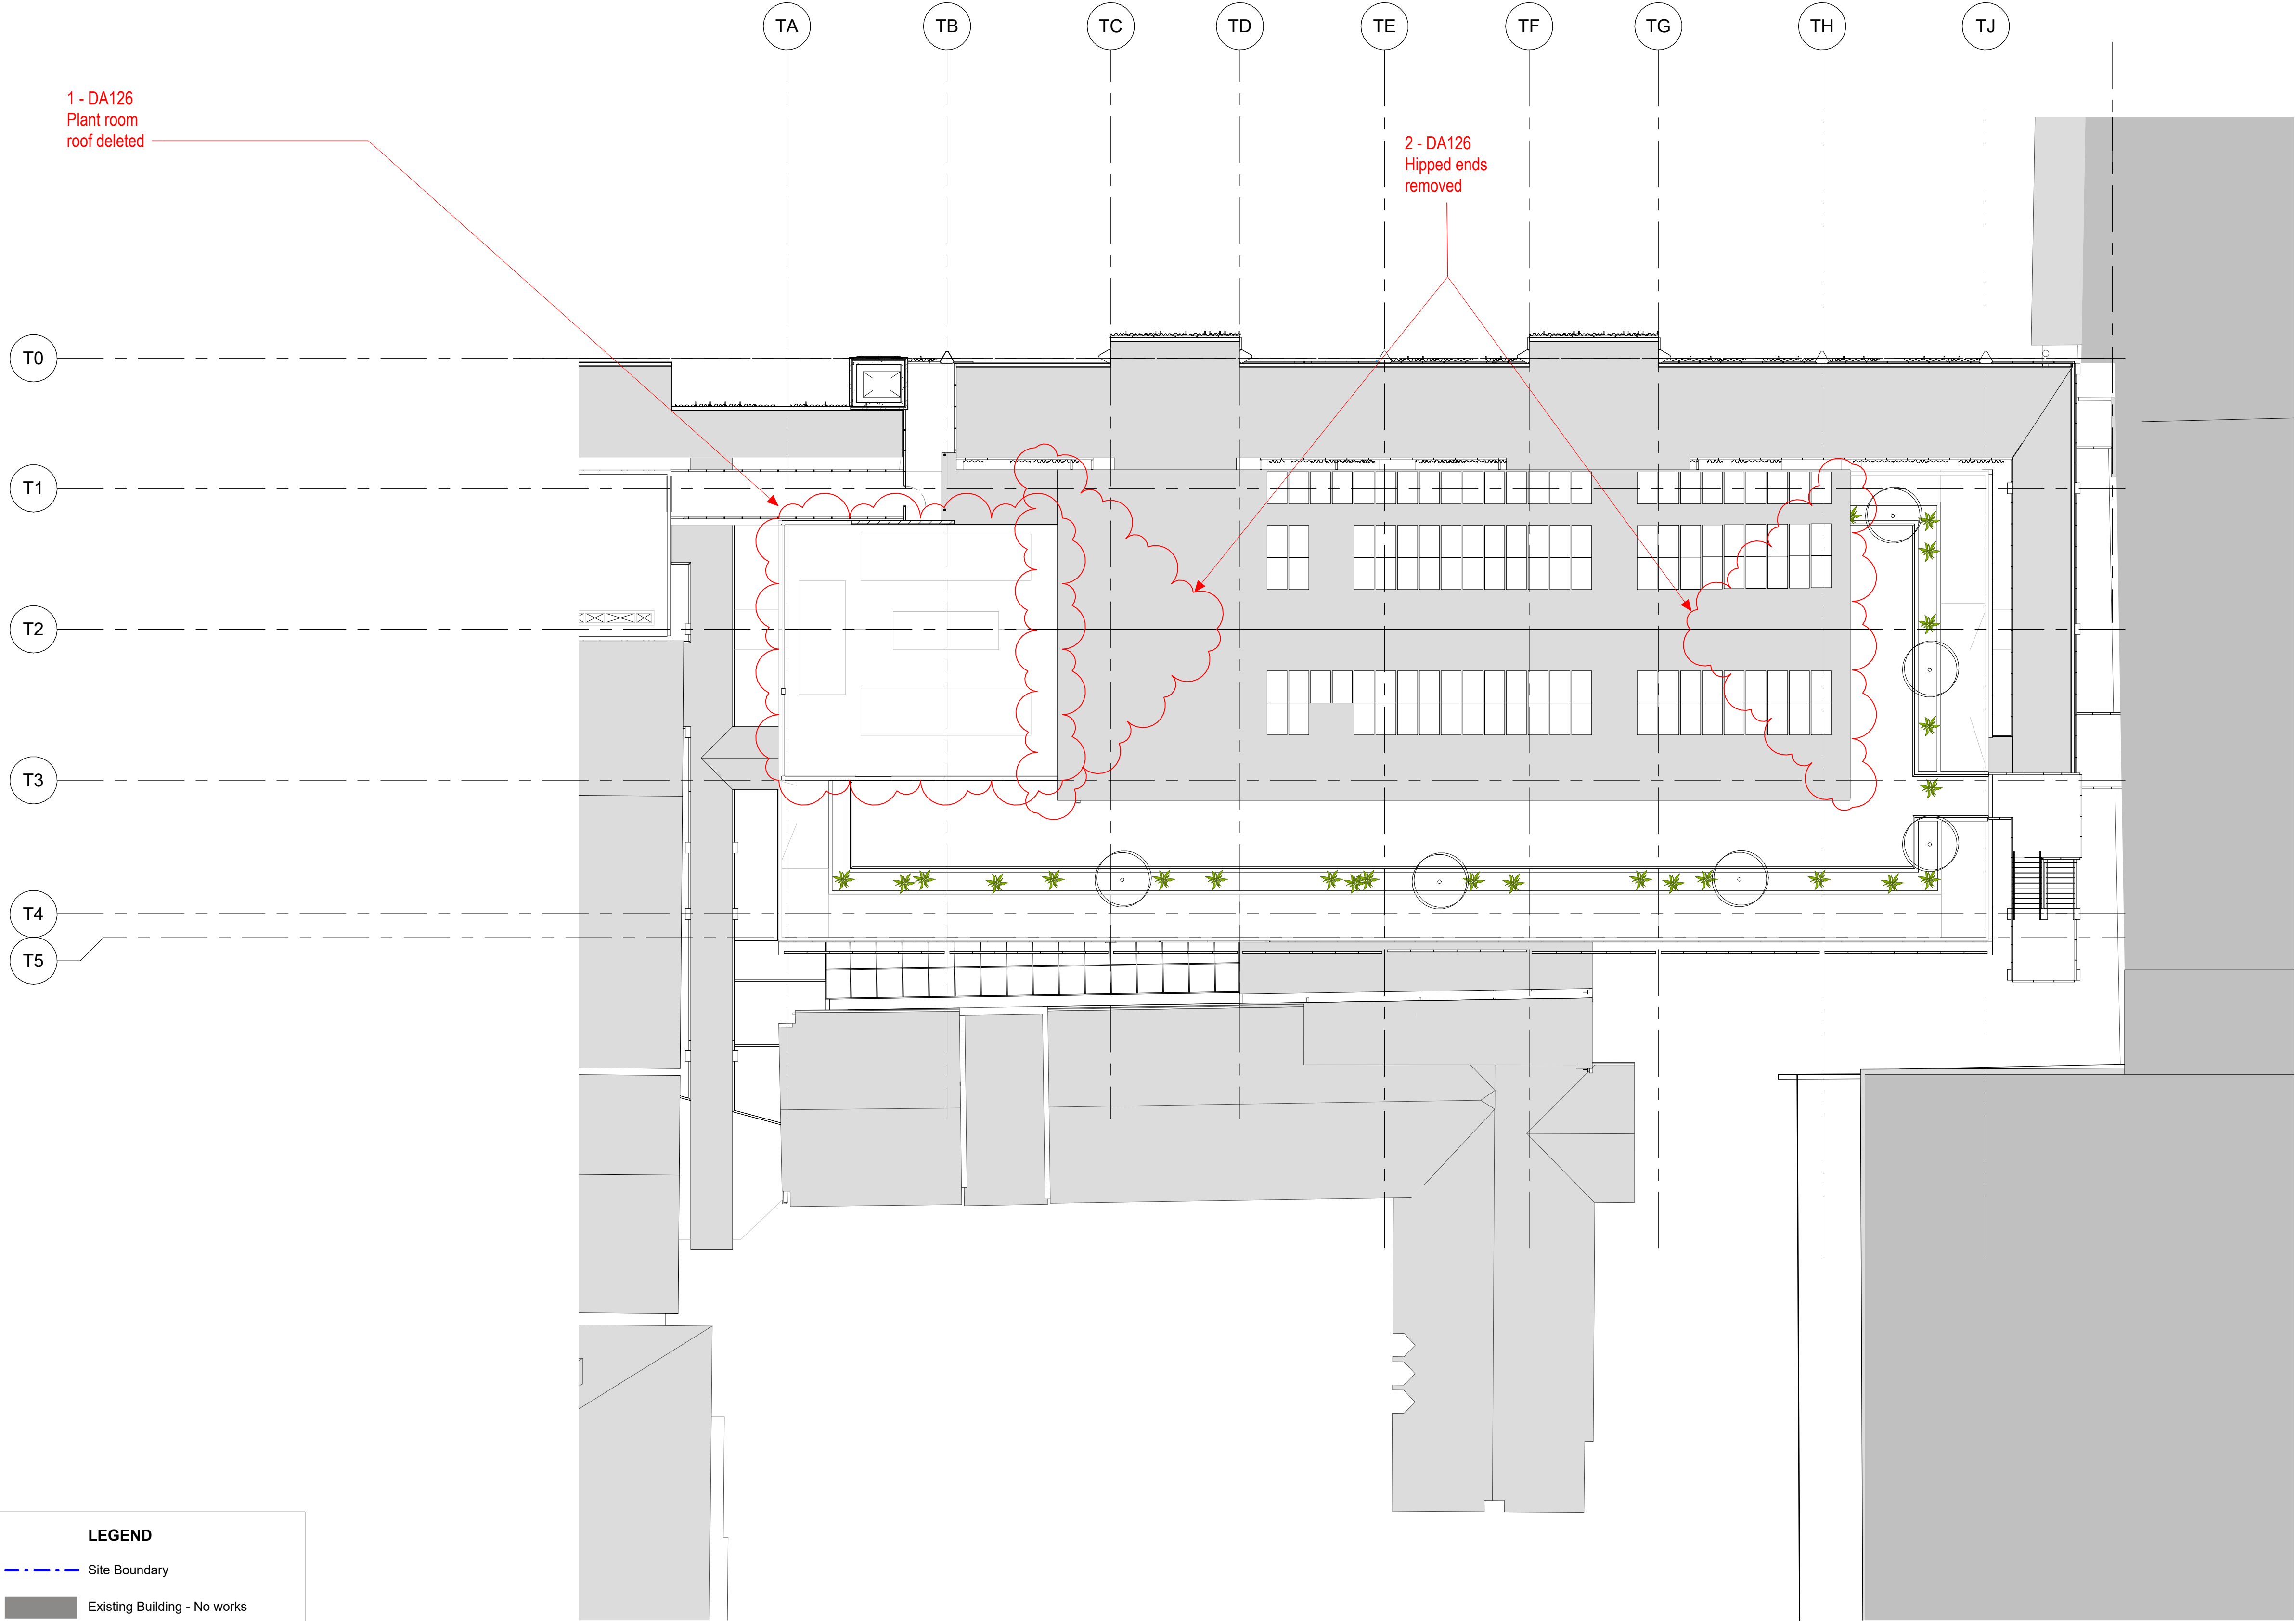 TA TB TC TD TE TF TG TH TJ
1 - DA126
Plant room
roof deleted
2 - DA126
Hipped ends
removed
T0
T1
T2
T3
T4
T5
LEGEND
Site Boundary
Existing Building - No works